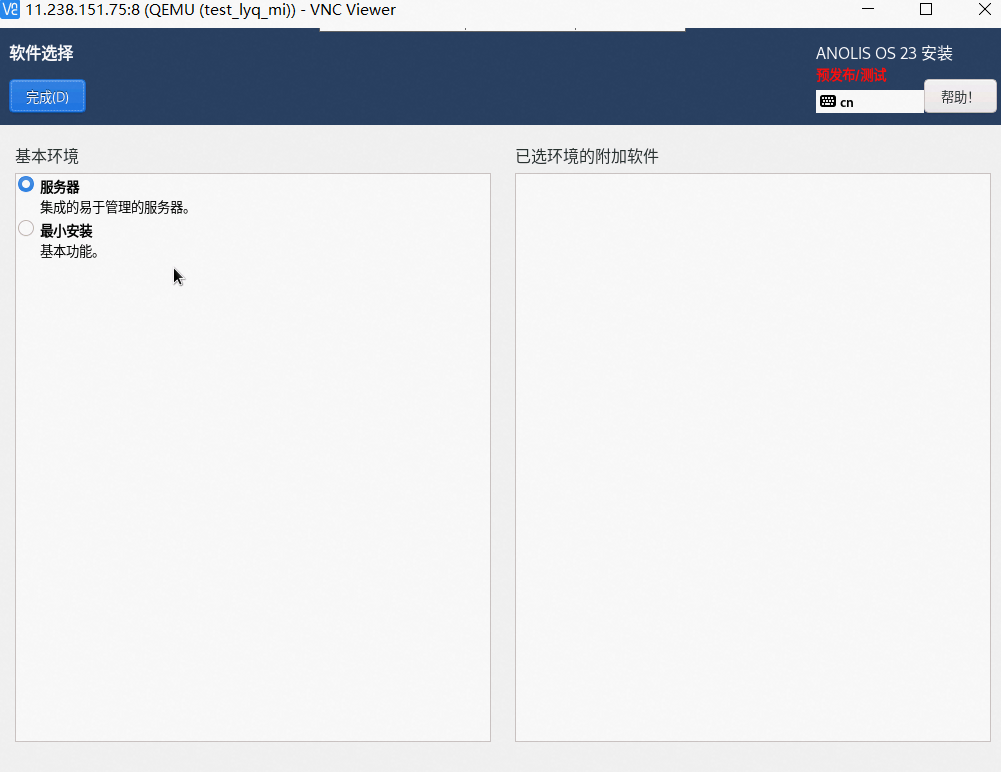 V2 11.238.151.75:8 (QEMU (test_lyq_mi)) - VNC Viewer
软件选择
ANOLIS OS 23 安装
预发布/测试
完成(D)
cn
帮助!
基本环境
已选环境的附加软件
服务器
集成的易于管理的服务器。
最小安装
基本功能。